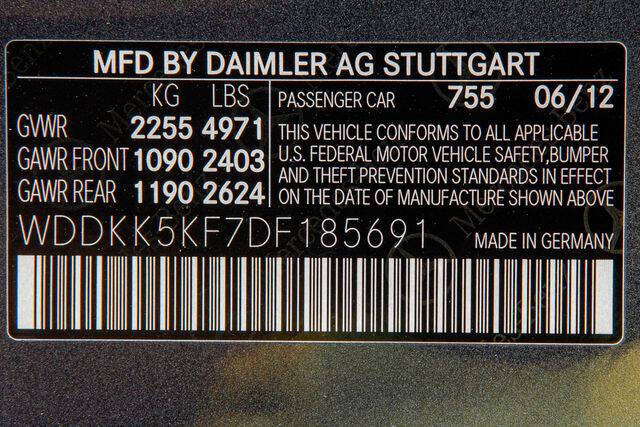 MFD BY DAIMLER AG STUTTGART
KG LBS
GVWR 2255 4971
GAWR FRONT 1090 2403
GAWR REAR 1190 2624
PASSENGER CAR 755 06/12
THIS VEHICLE CONFORMS TO ALL APPLICABLE
U.S. FEDERAL MOTOR VEHICLE SAFETY,BUMPER
AND THEFT PREVENTION STANDARDS IN EFFECT
ON THE DATE OF MANUFACTURE SHOWN ABOVE
WDDKK5KF7DF185691 MADE IN GERMANY